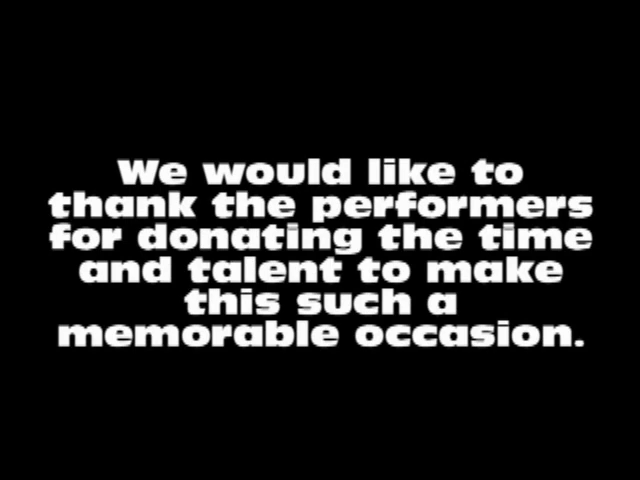 We would like to
thank the performers
for donating the time
and talent to make
this such a
memorable occasion.